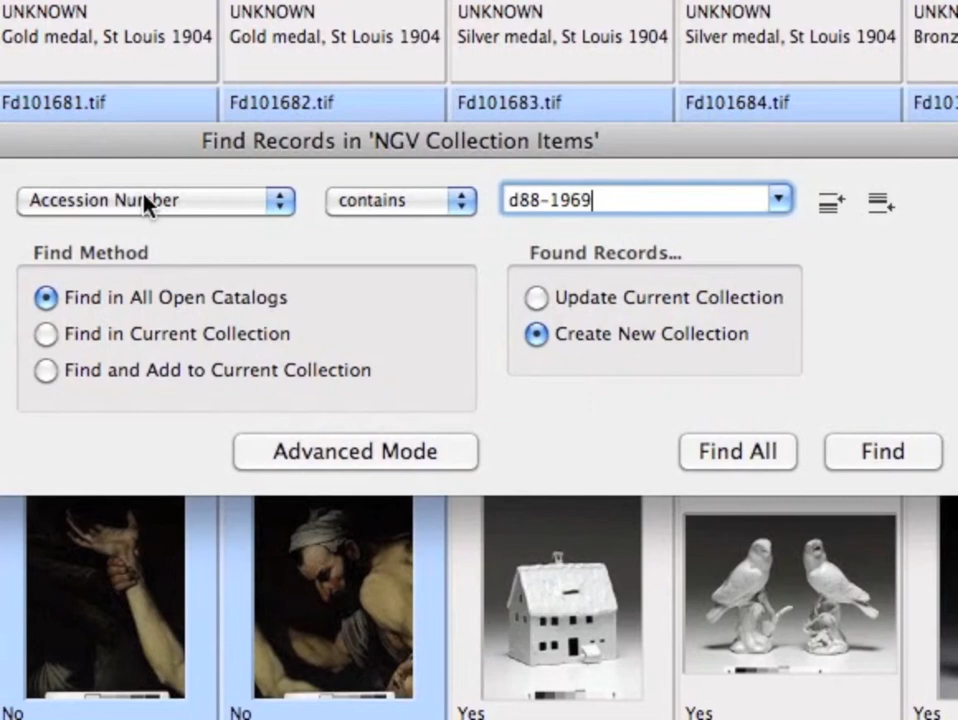 UNKNOWN UNKNOWN UNKNOWN UNKNOWN UNKN
Gold medal, St Louis 1904 Gold medal, St Louis 1904 Silver medal, St Louis 1904 Silver medal, St Louis 1904 Bronz
Fd101681.tif Fd101682.tif Fd101683.tif Fd101684.tif Fd10
Find Records in 'NGV Collection Items'
Accession Number contains d88-1969
Find Method Found Records...
Find in All Open Catalogs Update Current Collection
Find in Current Collection Create New Collection
Find and Add to Current Collection
Advanced Mode Find All Find
No No Yes Yes Yes